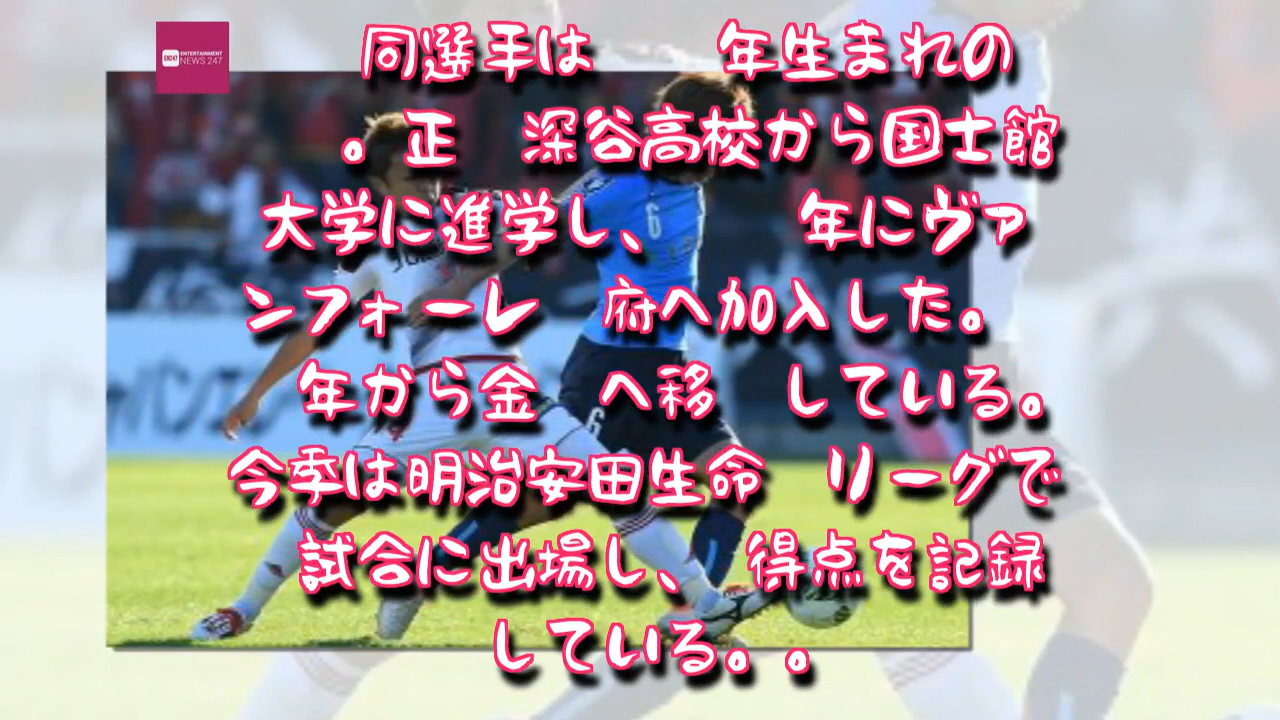 ENTERTAINMENT
NEWS 247
同選手は 年生まれの
。正 深谷高校から国士館
大学に進学し、 年にヴァ
ンフォーレ 府へ加入した。
年から金 へ移 している。
今季は明治安田生命 リーグで
試合に出場し、 得点を記録
している。。
6
6